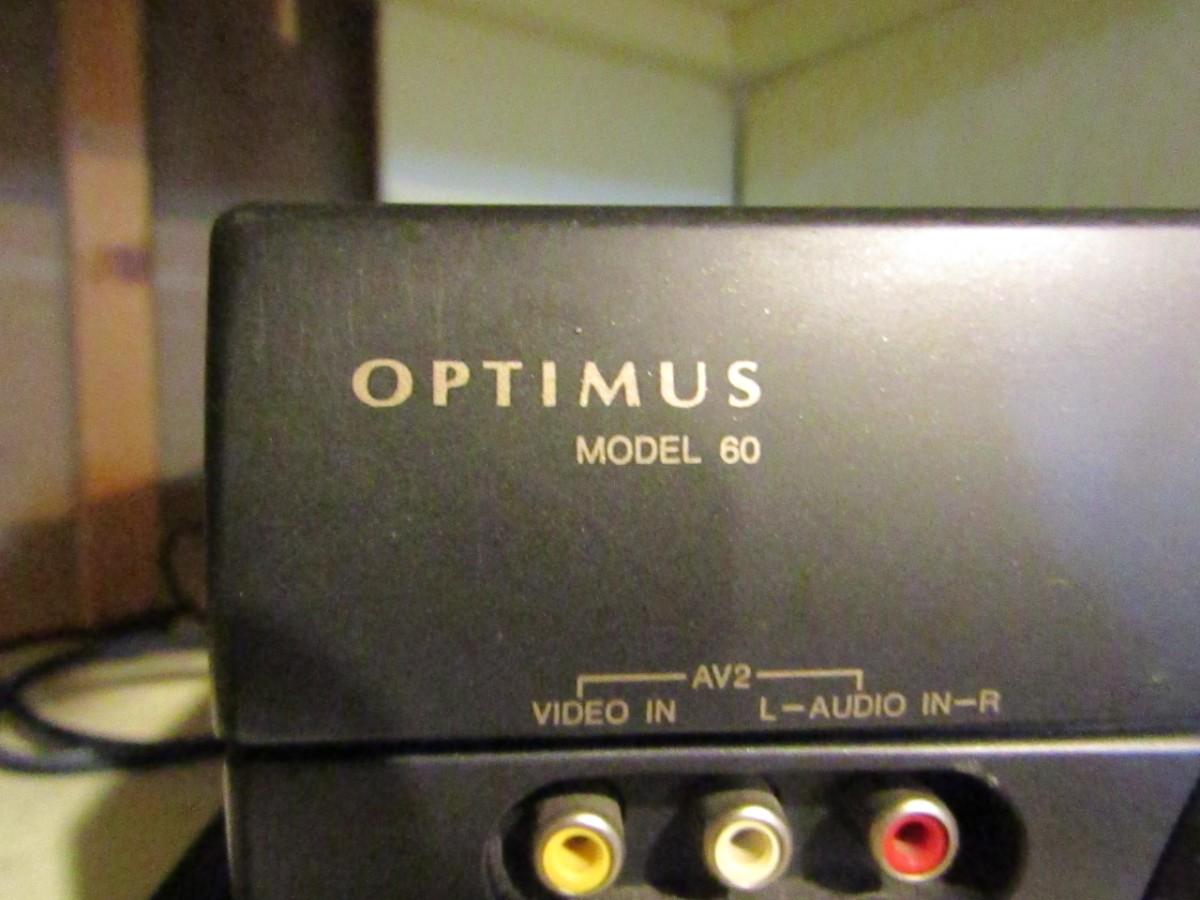 OPTIMUS
MODEL 60
AV2
VIDEO IN L-AUDIO IN-R